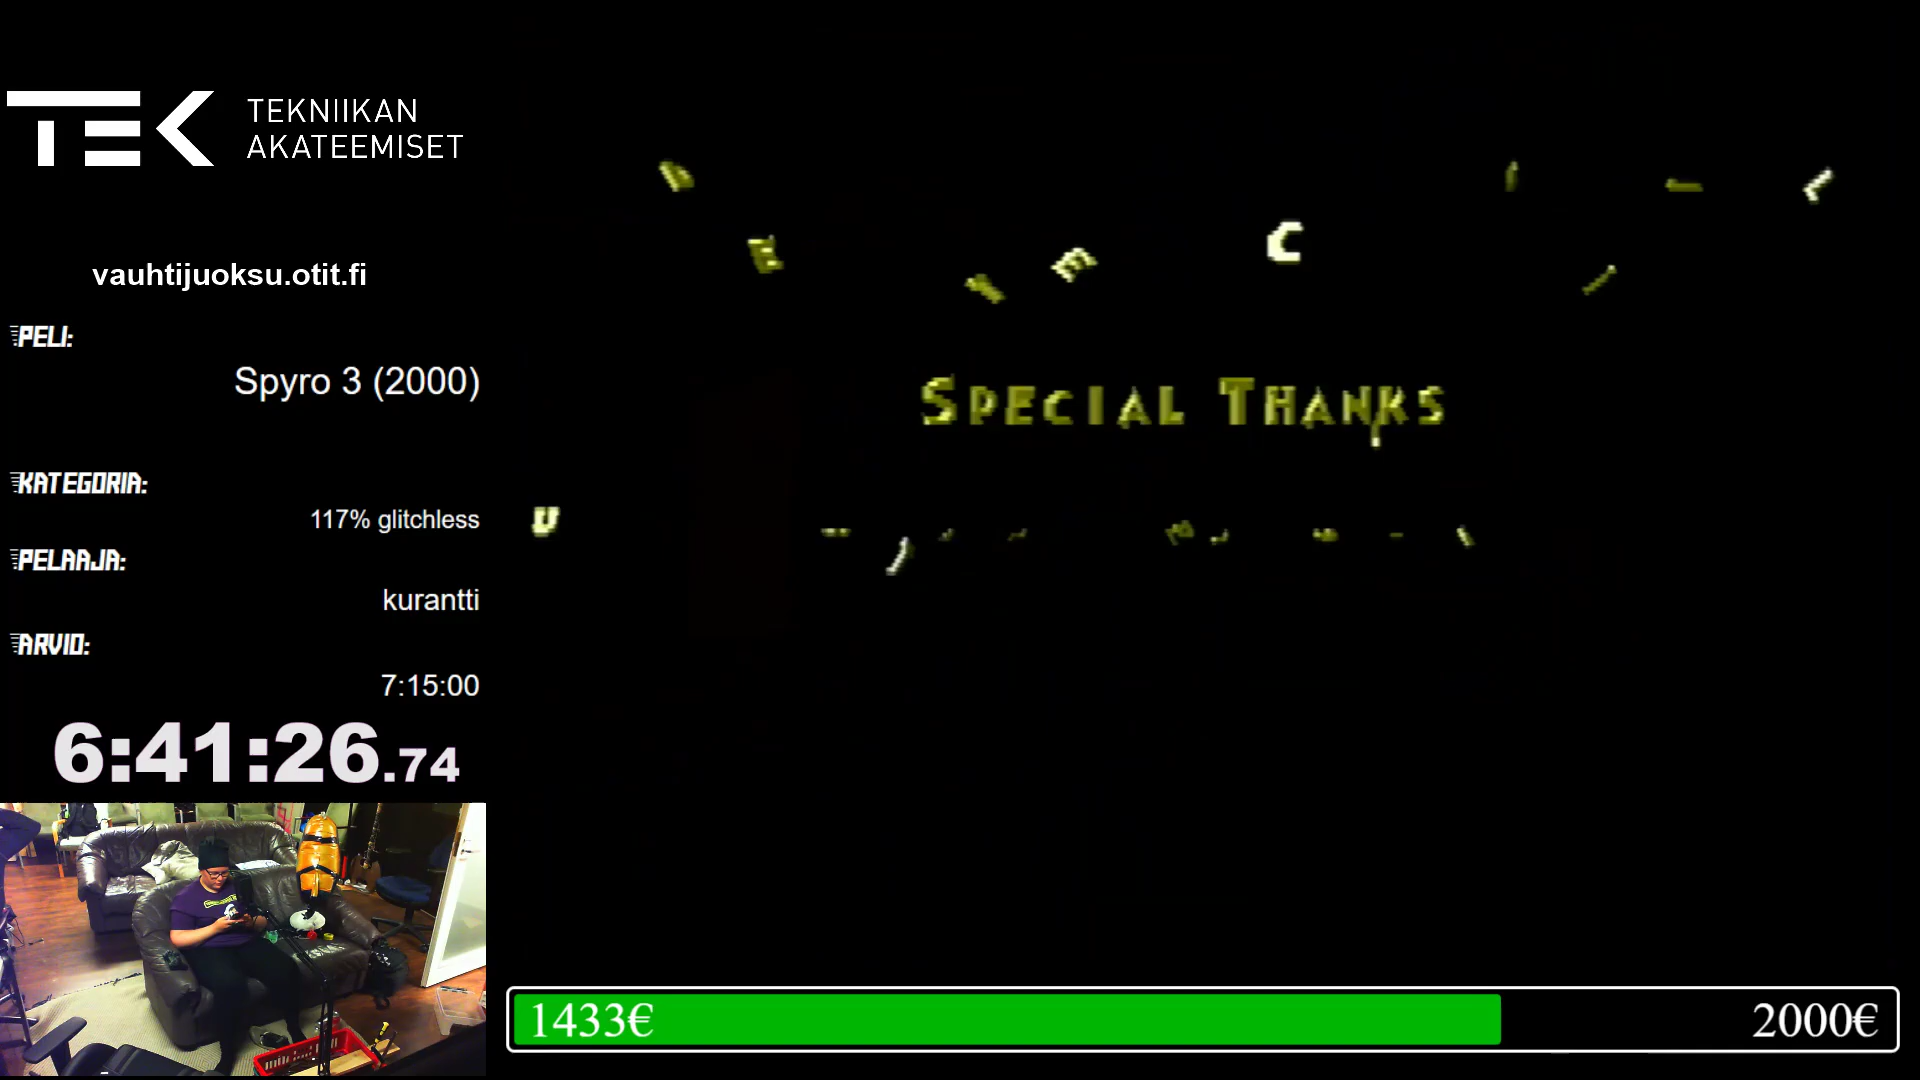 TEK
TEKNIIKAN
AKATEEMISET
vauhtijuoksu.otit.fi
PELI:
Spyro 3 (2000)
KATEGORIA:
117% glitchless
PELAAJA:
kurantti
ARVIO:
7:15:00
6:41:26.74
C
SPECIAL THANKS
1433€
2000€